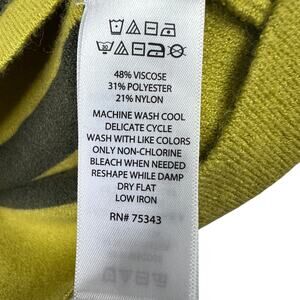 30
48% VISCOSE
31% POLYESTER
21% NYLON
MACHINE WASH COOL
DELICATE CYCLE
WASH WITH LIKE COLORS
ONLY NON-CHLORINE
BLEACH WHEN NEEDED
RESHAPE WHILE DAMP
DRY FLAT
LOW IRON
RN# 75343